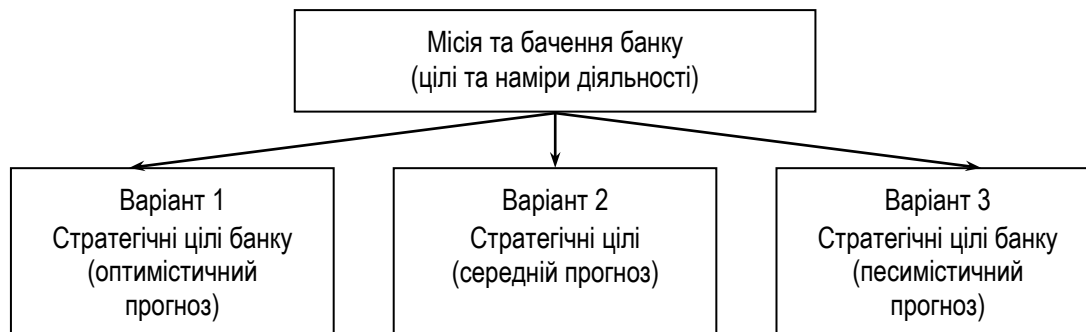 Місія та бачення банку
(цілі та наміри діяльності)
Варіант 1
Стратегічні цілі банку
(оптимістичний
прогноз)
Варіант 2
Стратегічні цілі
(середній прогноз)
Варіант 3
Стратегічні цілі банку
(песимістичний
прогноз)